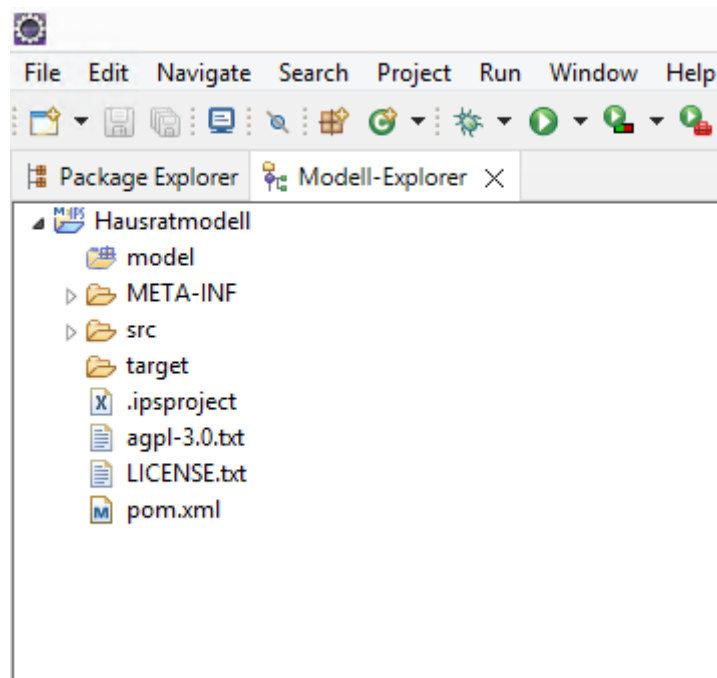 File Edit Navigate Search Project Run Window Help
Package Explorer Modell-Explorer
Hausratmodell
model
META-INF
src
target
.ipsproject
agpl-3.0.txt
LICENSE.txt
pom.xml